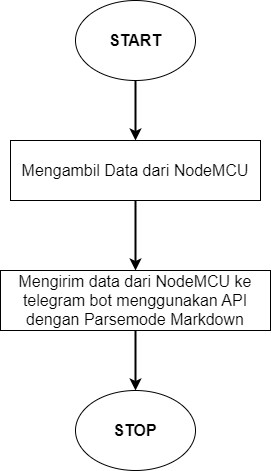 START
Mengambil Data dari NodeMCU
Mengirim data dari NodeMCU ke
telegram bot menggunakan API
dengan Parsemode Markdown
STOP